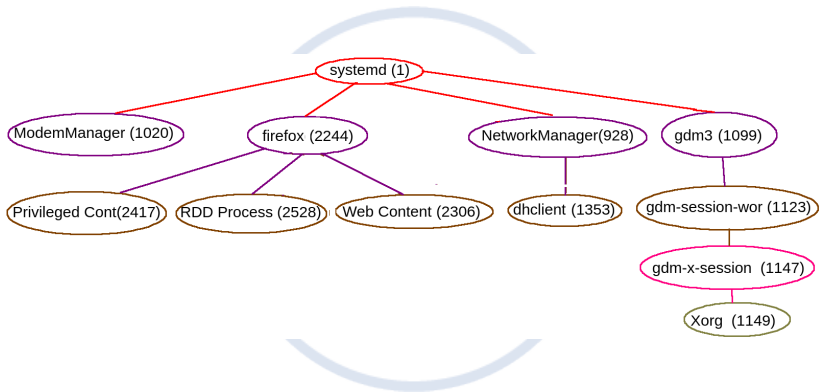 systemd (1)
ModemManager (1020)
firefox (2244)
NetworkManager(928)
gdm3 (1099)
Privileged Cont(2417)
RDD Process (2528)
Web Content (2306)
dhclient (1353)
gdm-session-wor (1123)
gdm-x-session (1147)
Xorg (1149)